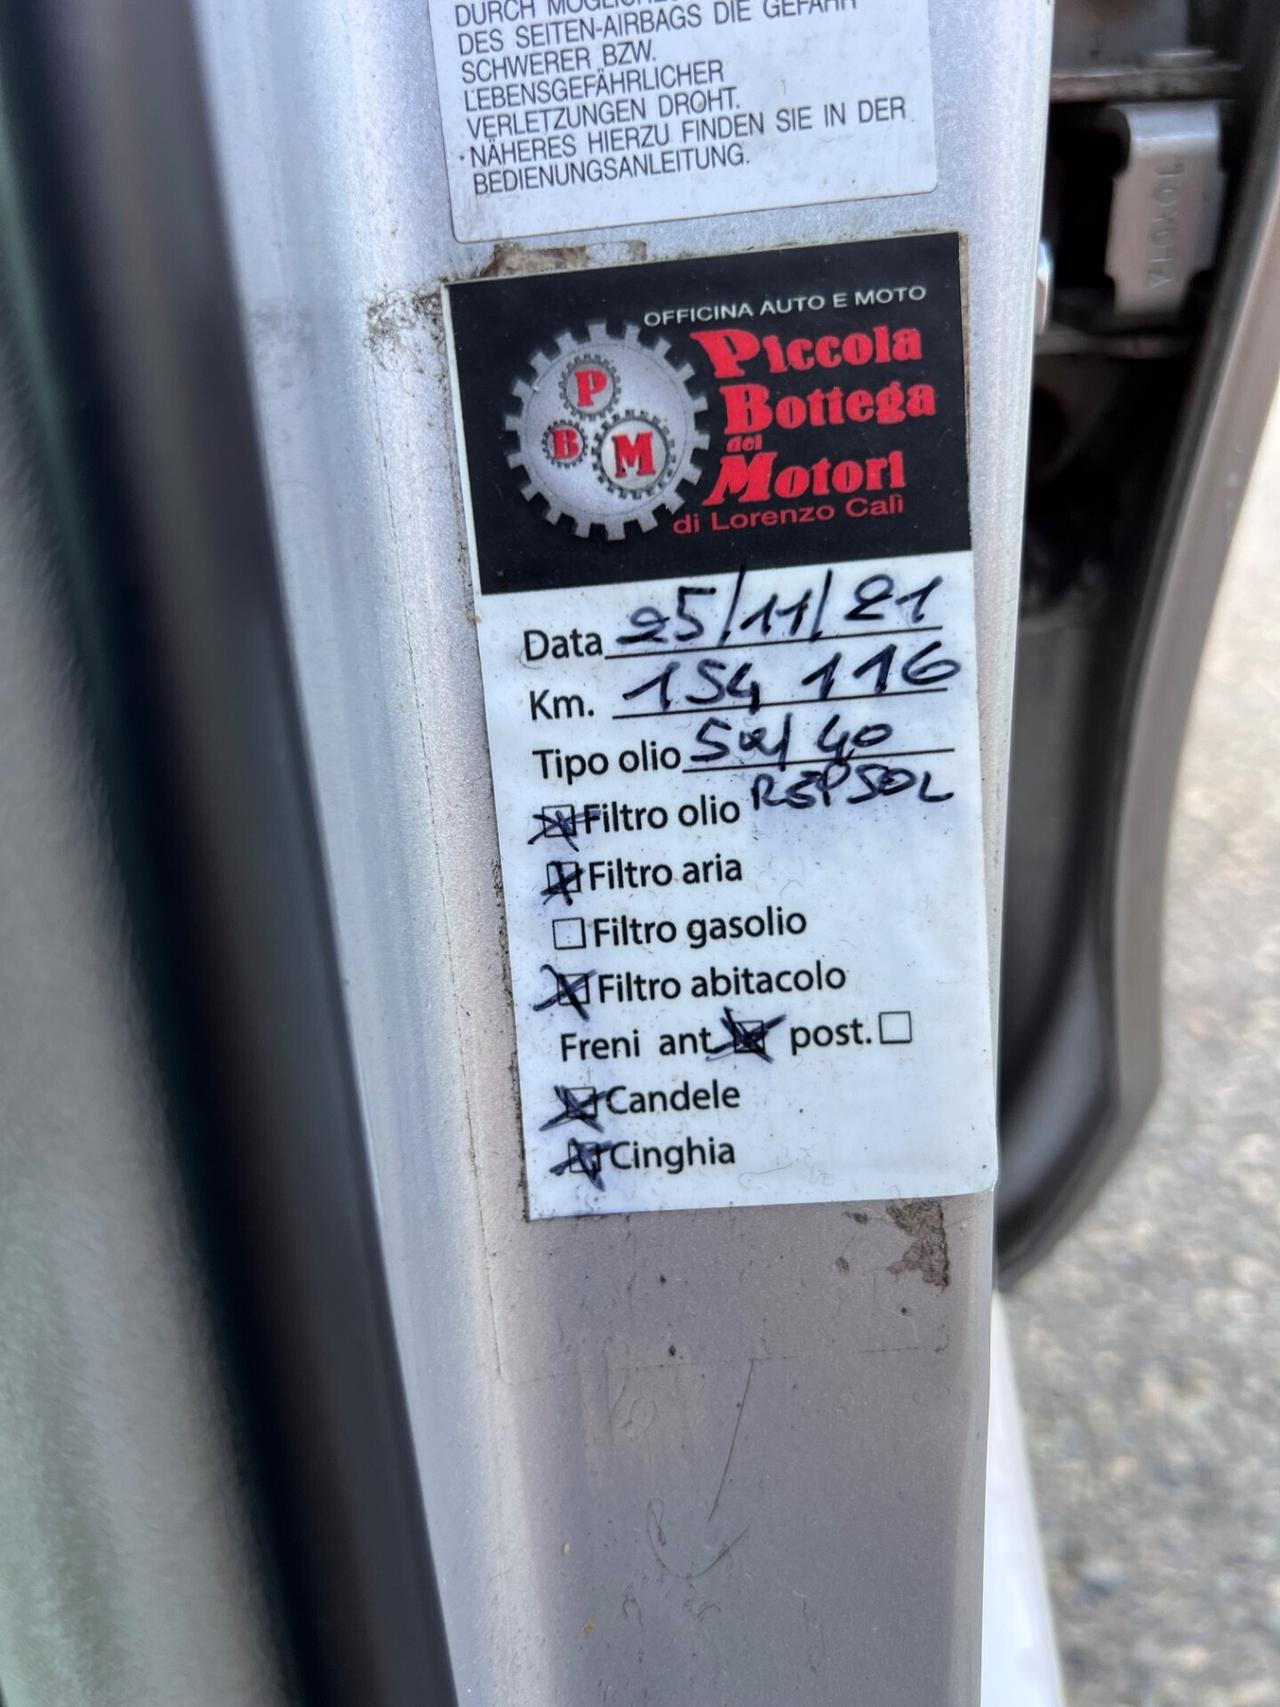 DURCH
DES SEITEN-AIRBAGS DIE GEFAHR
SCHWERER BZW.
LEBENSGEFÄHRLICHER
VERLETZUNGEN DROHT.
·NÄHERES HIERZU FINDEN SIE IN DER
BEDIENUNGSANLEITUNG.
TOYOTA
OFFICINA AUTO E MOTO
P
B M
Piccola
Bottega
dei
Motori
di Lorenzo Calì
Data 25/11/21
Km. 154 116
Tipo olio 5W/40
REPSOL
Filtro olio
Filtro aria
Filtro gasolio
Filtro abitacolo
Freni ant. post.
Candele
Cinghia